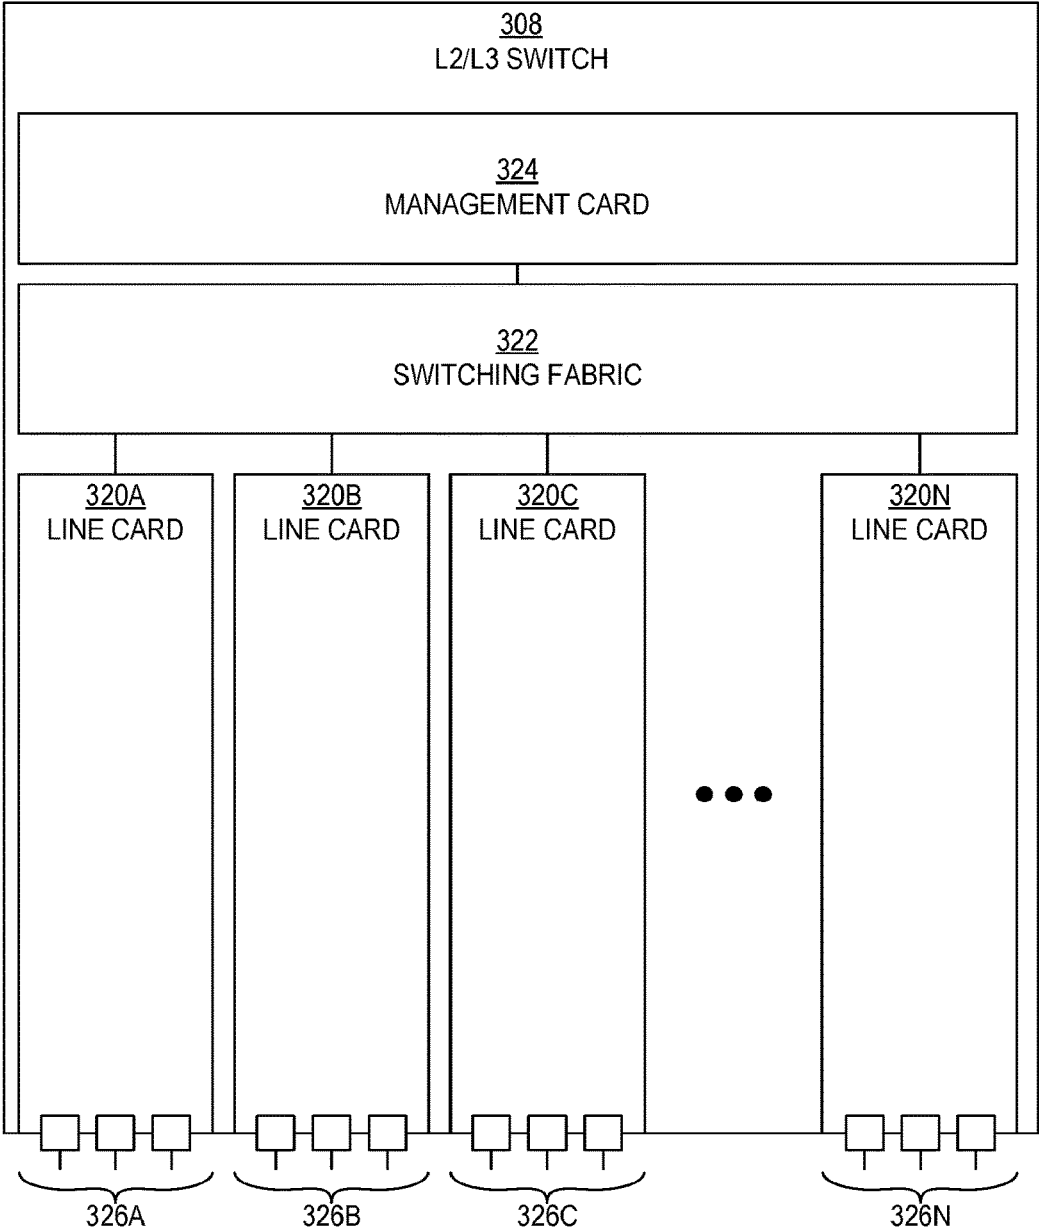 308
L2/L3 SWITCH
324
MANAGEMENT CARD
322
SWITCHING FABRIC
320A
LINE CARD
320B
LINE CARD
320C
LINE CARD
320N
LINE CARD
326A
326B
326C
326N